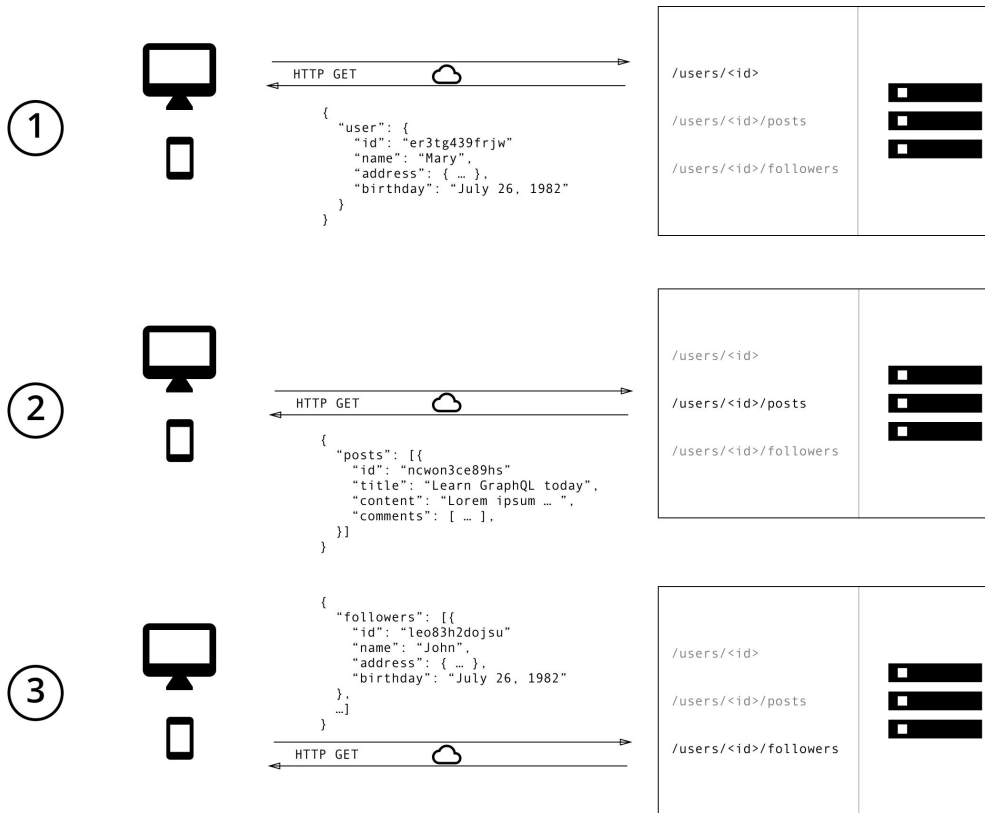 1
HTTP GET
{
  “user”: {
    “id”: “er3tg439frjw”
    “name”: “Mary”,
    “address”: { … },
    “birthday”: “July 26, 1982”
  }
}
/users/<id>
/users/<id>/posts
/users/<id>/followers
2
HTTP GET
{
  “posts”: [{
    “id”: “ncwon3ce89hs”
    “title”: “Learn GraphQL today”,
    “content”: “Lorem ipsum … ”,
    “comments”: [ … ],
  }]
}
/users/<id>
/users/<id>/posts
/users/<id>/followers
3
{
  “followers”: [{
    “id”: “leo83h2dojsu”
    “name”: “John”,
    “address”: { … },
    “birthday”: “July 26, 1982”
  },
  …]
}
HTTP GET
/users/<id>
/users/<id>/posts
/users/<id>/followers